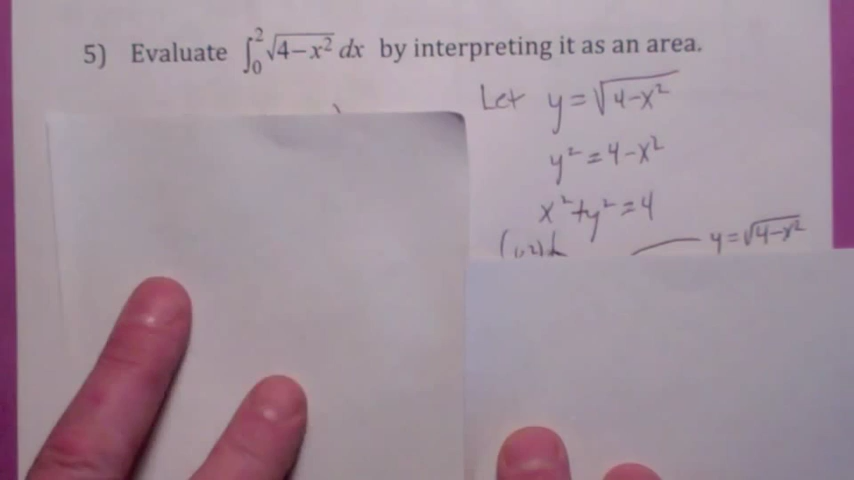 5) Evaluate ∫₀² √4−x² dx by interpreting it as an area.
Let y = √4−x²
y² = 4−x²
x²+y² = 4
y = √4−x²